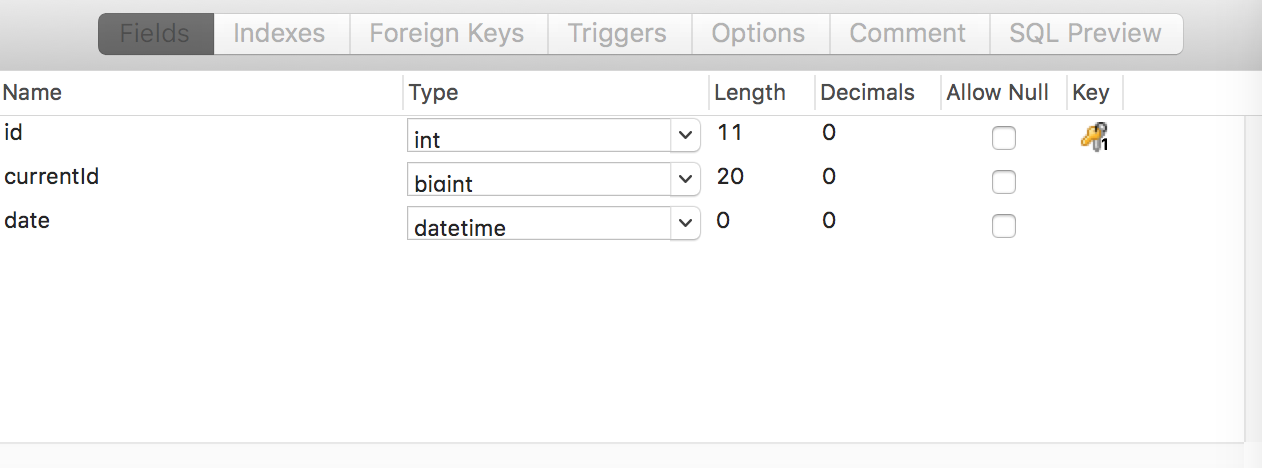 Fields Indexes Foreign Keys Triggers Options Comment SQL Preview
Name Type Length Decimals Allow Null Key
id int 11 0 1
currentId bigint 20 0
date datetime 0 0